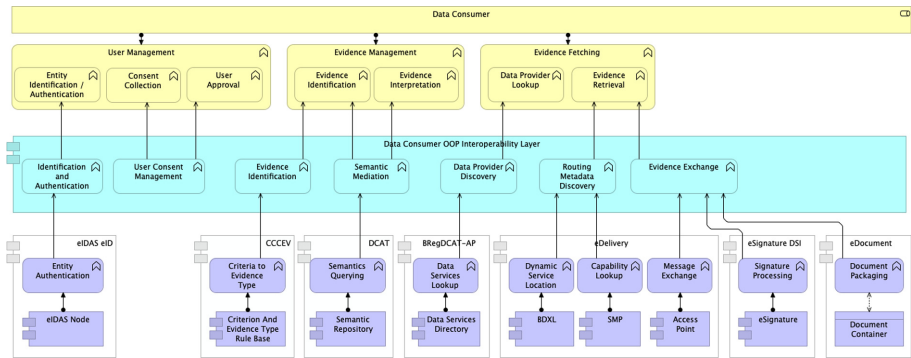 Data Consumer
User Management
Evidence Management
Evidence Fetching
Entity
Identification /
Authentication
Consent
Collection
User
Approval
Evidence
Identification
Evidence
Interpretation
Data Provider
Lookup
Evidence
Retrieval
Data Consumer OOP Interoperability Layer
Identification
and
Authentication
User Consent
Management
Evidence
Identification
Semantic
Mediation
Data Provider
Discovery
Routing
Metadata
Discovery
Evidence Exchange
eIDAS eID
CCCEV
DCAT
BRegDCAT-AP
eDelivery
eSignature DSI
eDocument
Entity
Authentication
Criteria to
Evidence
Type
Semantics
Querying
Data
Services
Lookup
Dynamic
Service
Location
Capability
Lookup
Message
Exchange
Signature
Processing
Document
Packaging
eIDAS Node
Criterion And
Evidence Type
Rule Base
Semantic
Repository
Data Services
Directory
BDXL
SMP
Access
Point
eSignature
Document
Container